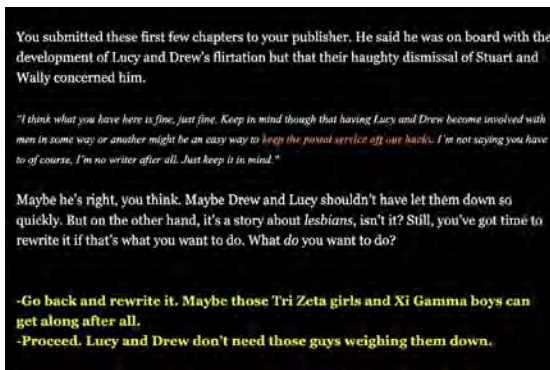 You submitted these first few chapters to your publisher. He said he was on board with the
development of Lucy and Drew's flirtation but that their haughty dismissal of Stuart and
Wally concerned him.
"I think what you have here is fine, just fine. Keep in mind though that having Lucy and Drew become involved with
men in some way or another might be an easy way to keep the postal service off our backs. I'm not saying you have
to of course, I'm no writer after all. Just keep it in mind."
Maybe he's right, you think. Maybe Drew and Lucy shouldn't have let them down so
quickly. But on the other hand, it's a story about lesbians, isn't it? Still, you've got time to
rewrite it if that's what you want to do. What do you want to do?
-Go back and rewrite it. Maybe those Tri Zeta girls and Xi Gamma boys can
get along after all.
-Proceed. Lucy and Drew don't need those guys weighing them down.